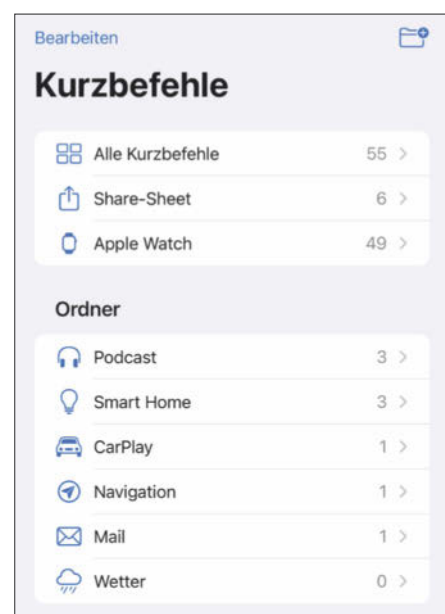 Bearbeiten
Kurzbefehle
Alle Kurzbefehle 55
Share-Sheet 6
Apple Watch 49
Ordner
Podcast 3
Smart Home 3
CarPlay 1
Navigation 1
Mail 1
Wetter 0